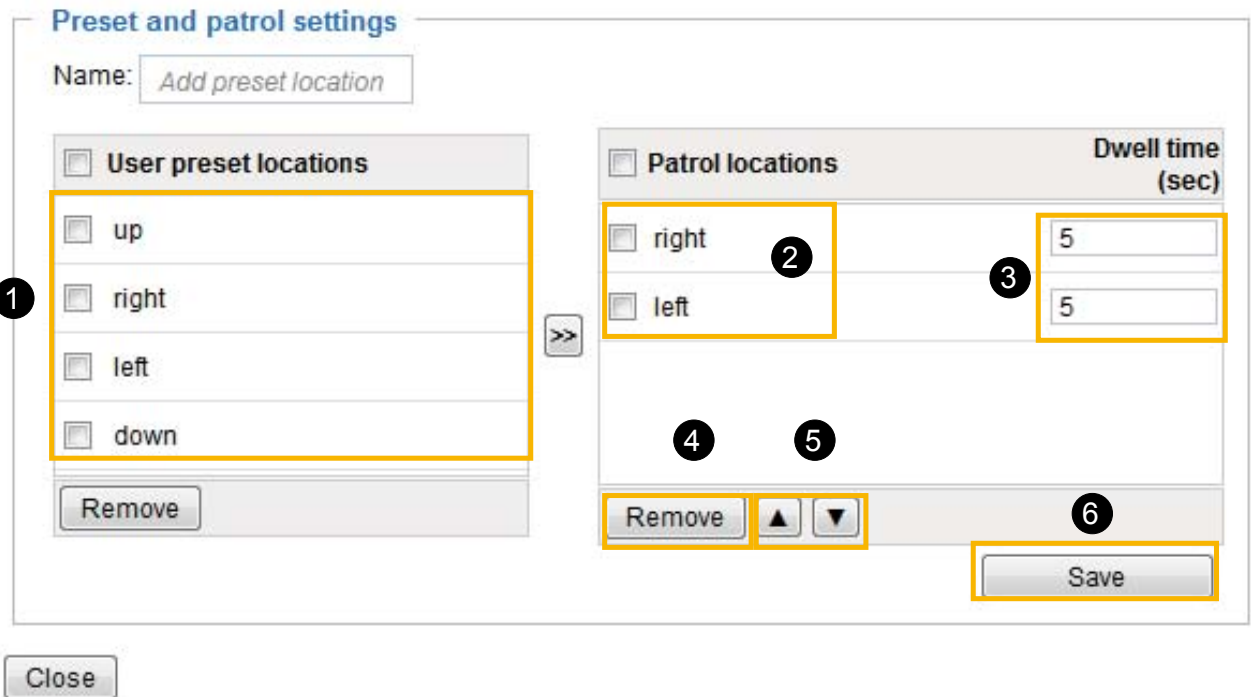 Preset and patrol settings
Name: Add preset location
User preset locations
up
1
right
left
down
Remove
>>
Patrol locations
Dwell time
(sec)
right
2
5
3
left
5
4
5
Remove ▲ ▼
6
Save
Close